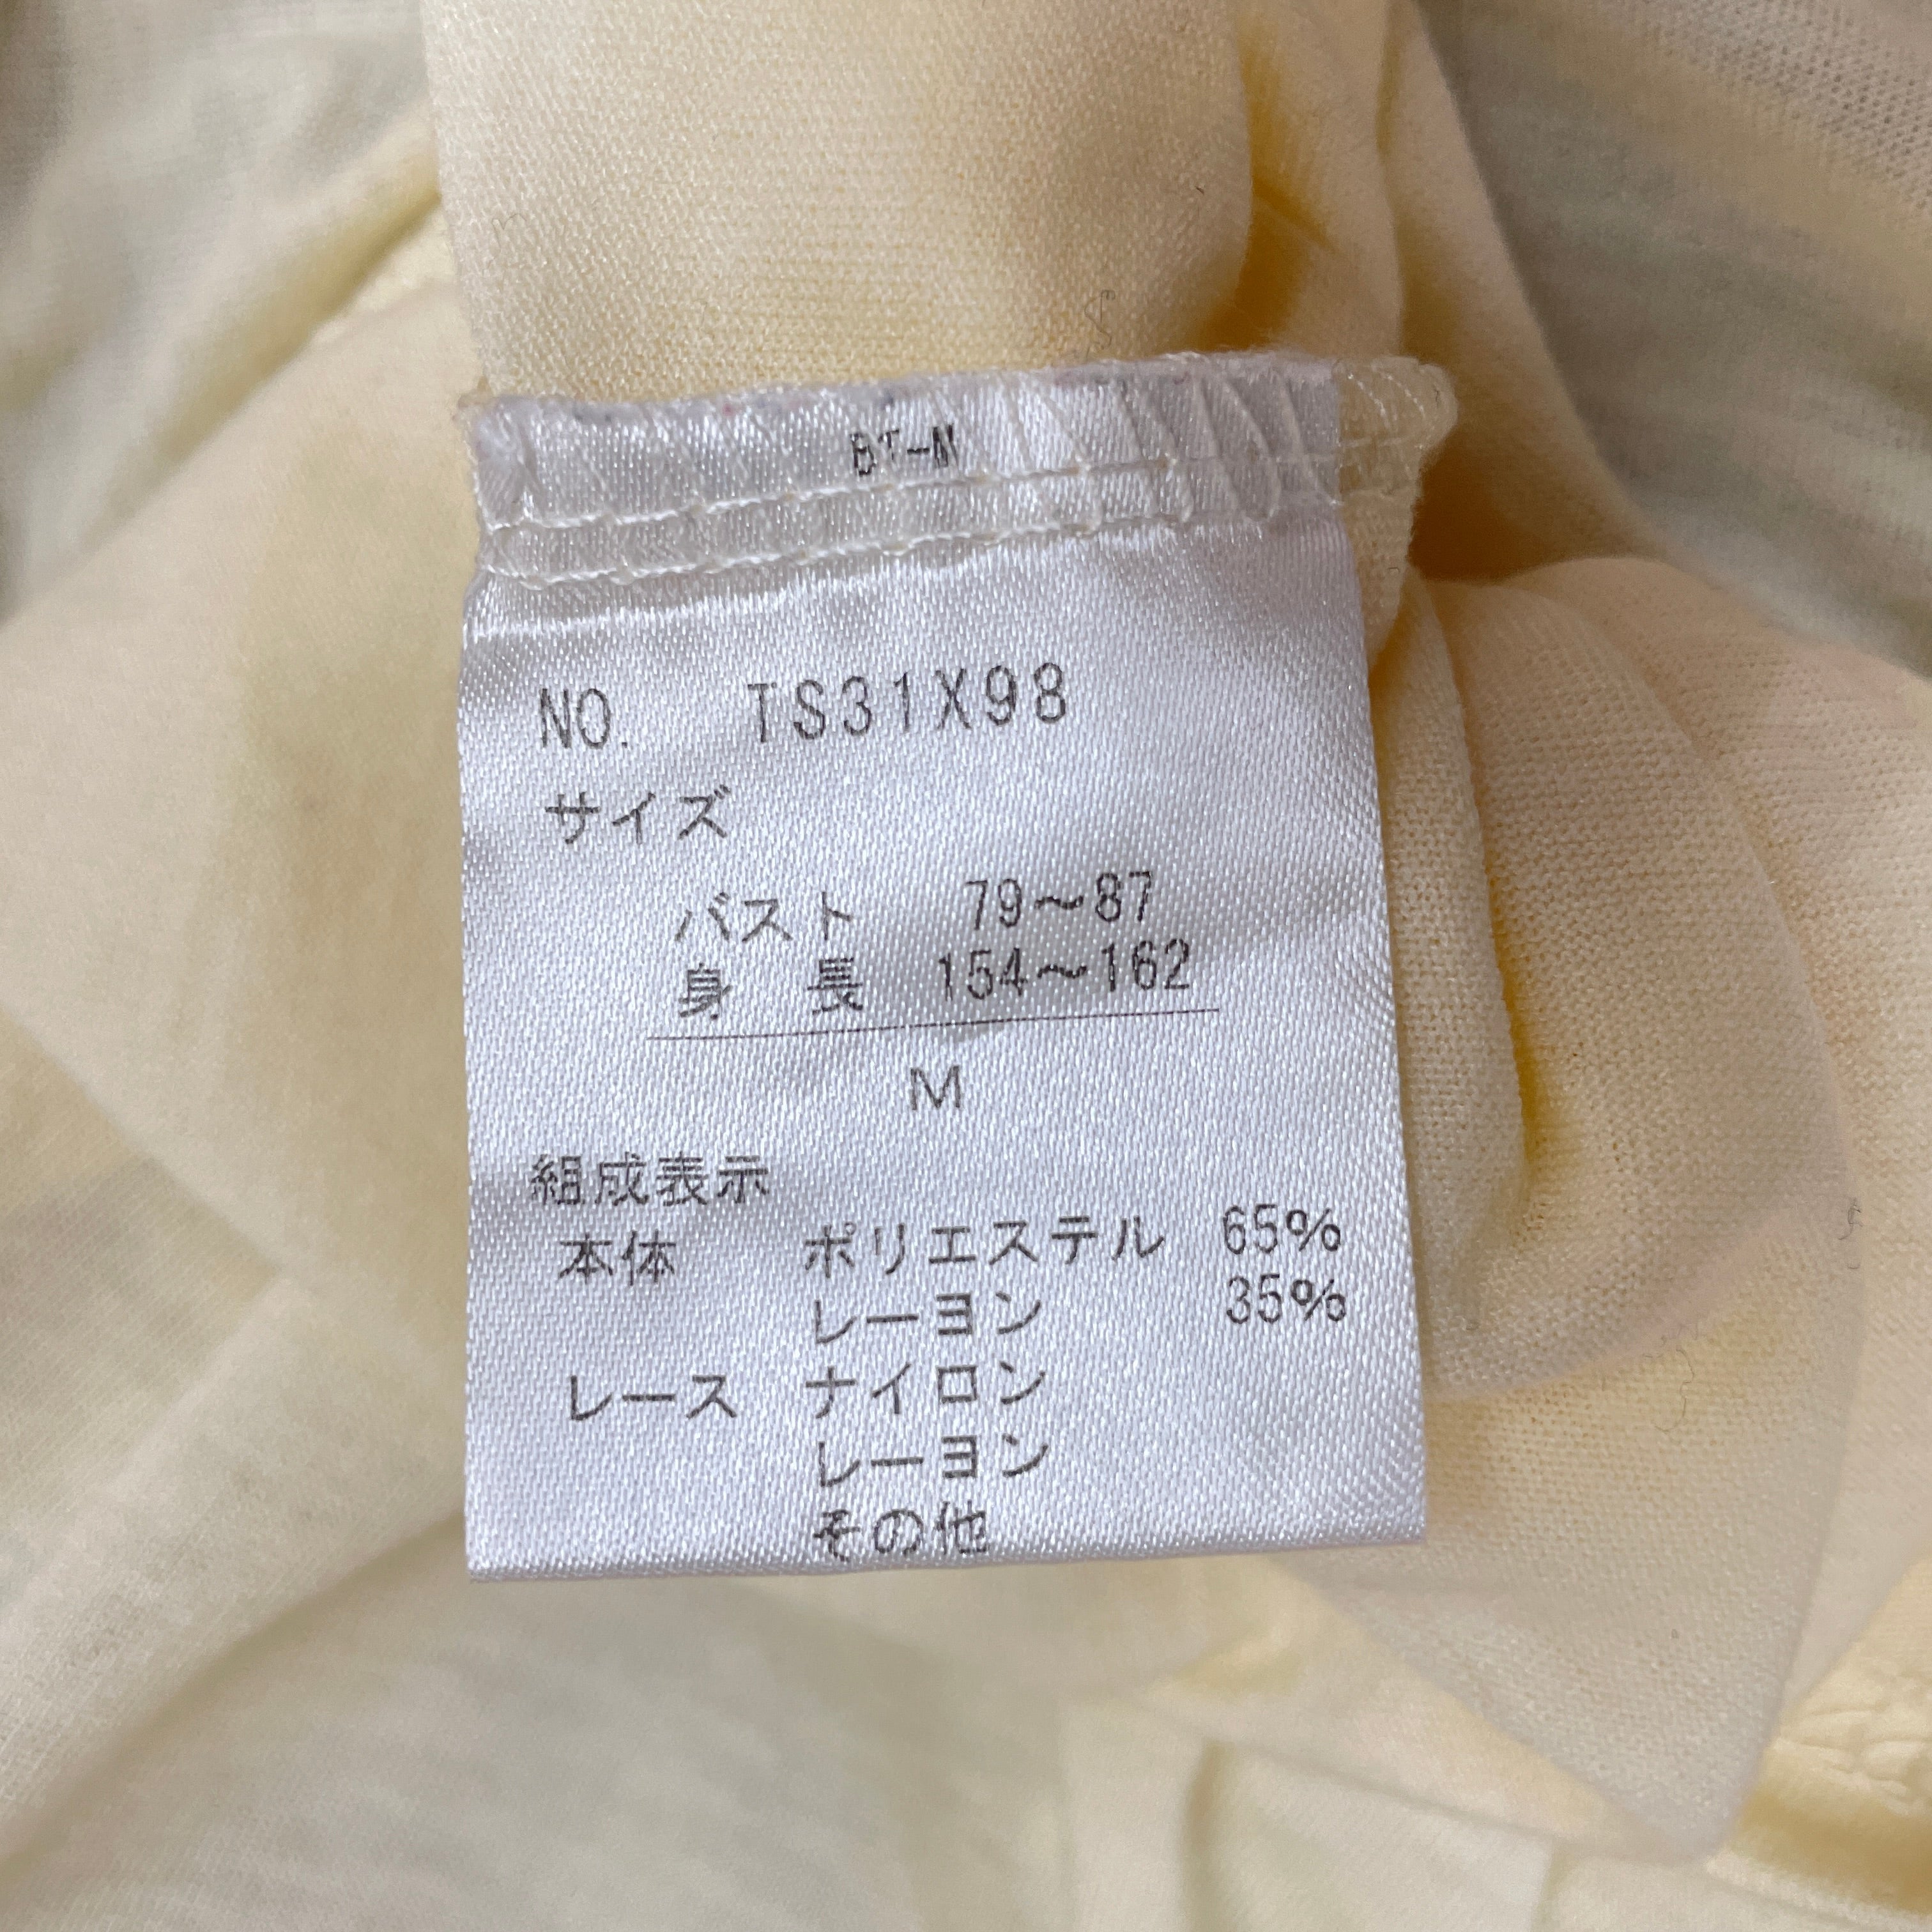 BT-M
NO. TS31X98
サイズ
バスト 79〜87
身 長 154〜162
M
組成表示
本体 ポリエステル 65%
レーヨン 35%
レース ナイロン
レーヨン
その他